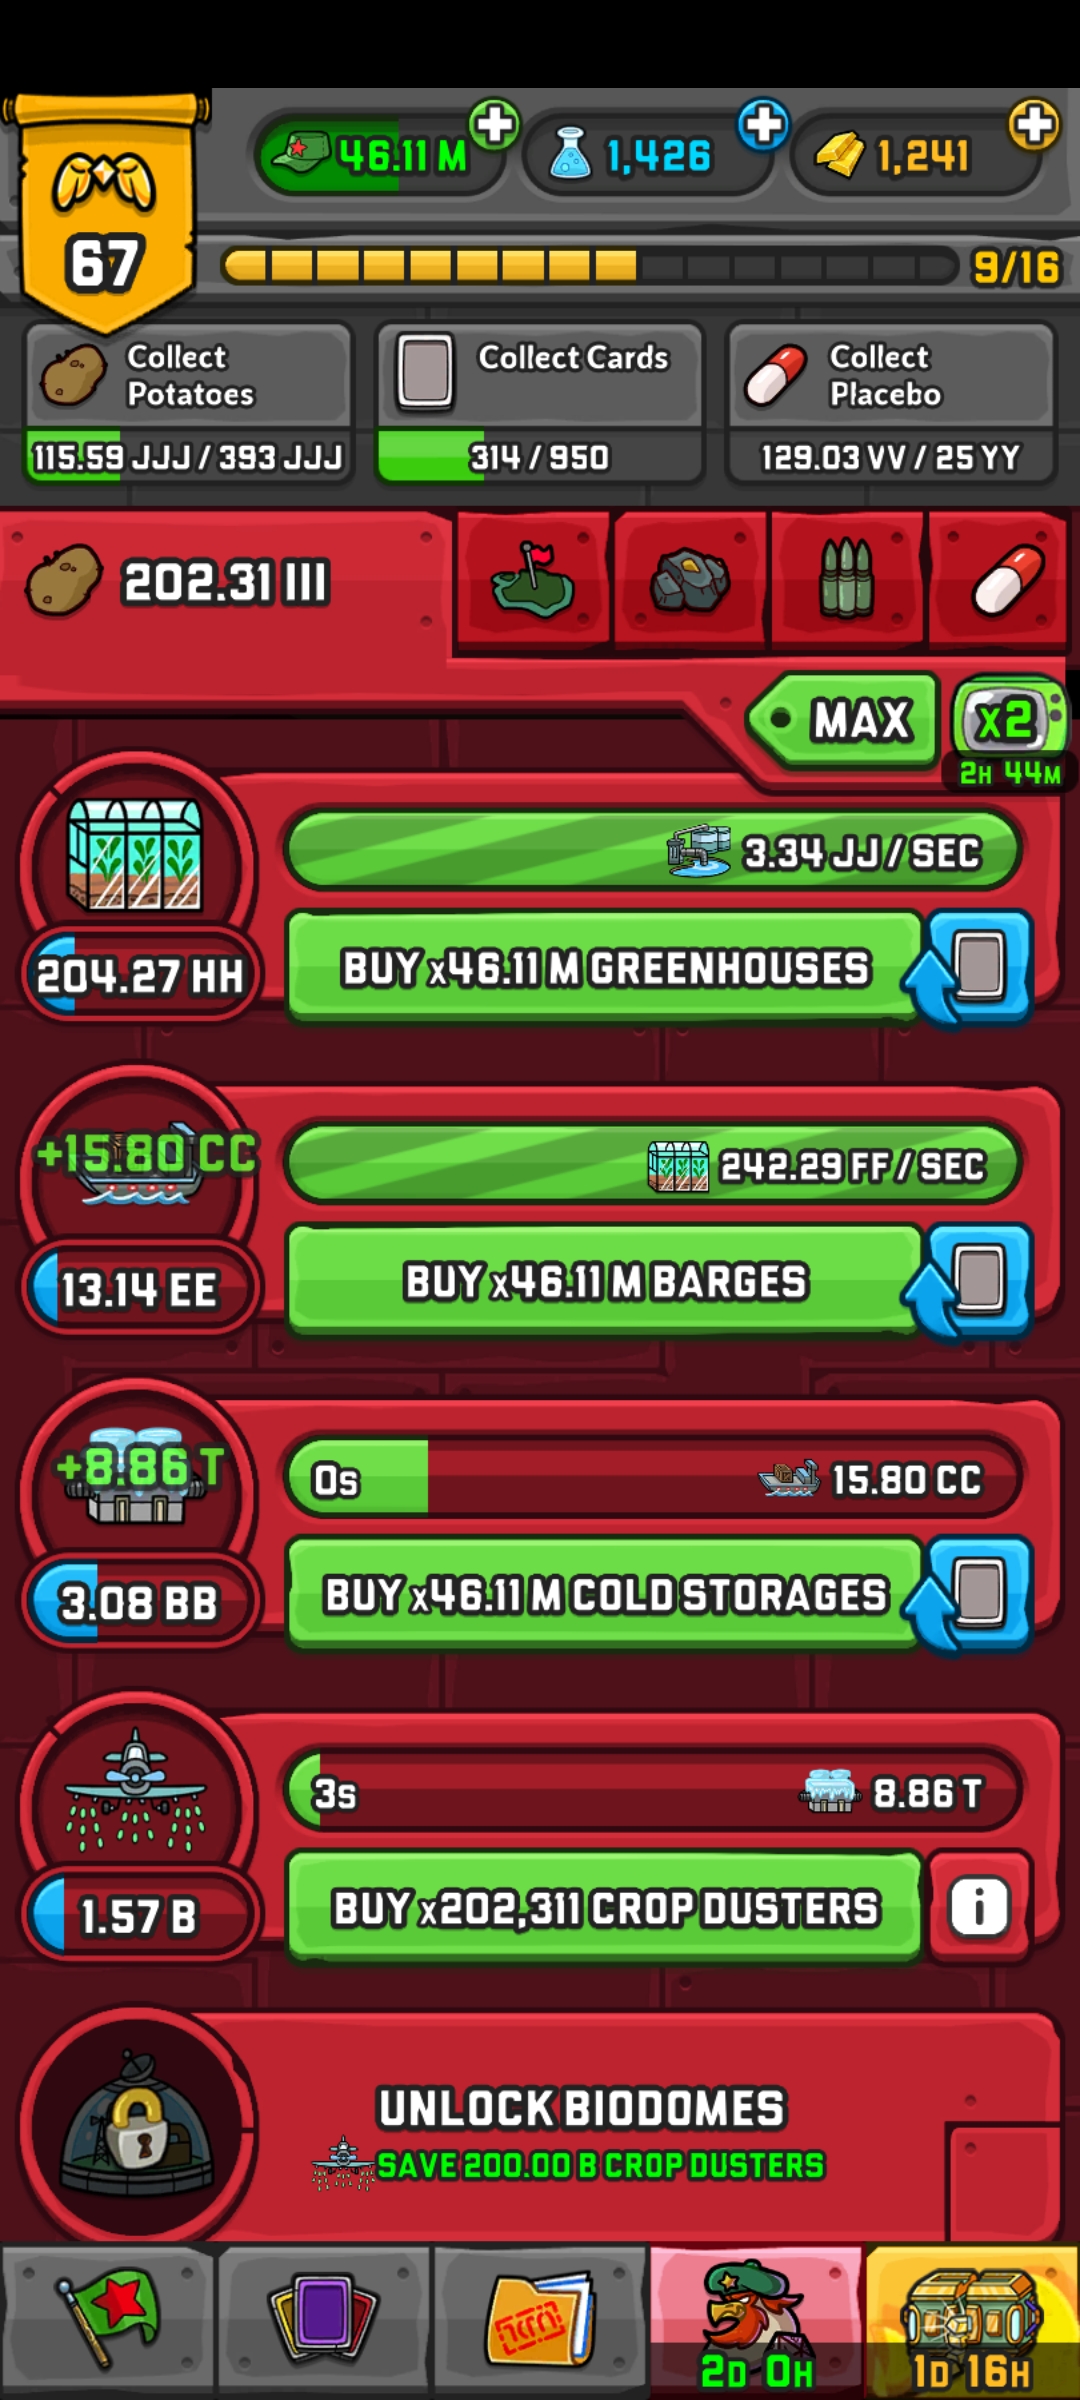 67
46.11 M
1,426
1,241
9/16
Collect
Potatoes
115.59 JJJ / 393 JJJ
Collect Cards
314 / 950
Collect
Placebo
129.03 VV / 25 YY
202.31 III
MAX
x2
2H 44M
3.34 JJ / SEC
204.27 HH
BUY x46.11 M GREENHOUSES
+15.80 CC
242.29 FF / SEC
13.14 EE
BUY x46.11 M BARGES
+8.86 T
0s
15.80 CC
3.08 BB
BUY x46.11 M COLD STORAGES
3s
8.86 T
1.57 B
BUY x202,311 CROP DUSTERS
i
UNLOCK BIODOMES
SAVE 200.00 B CROP DUSTERS
2D 0H
1D 16H